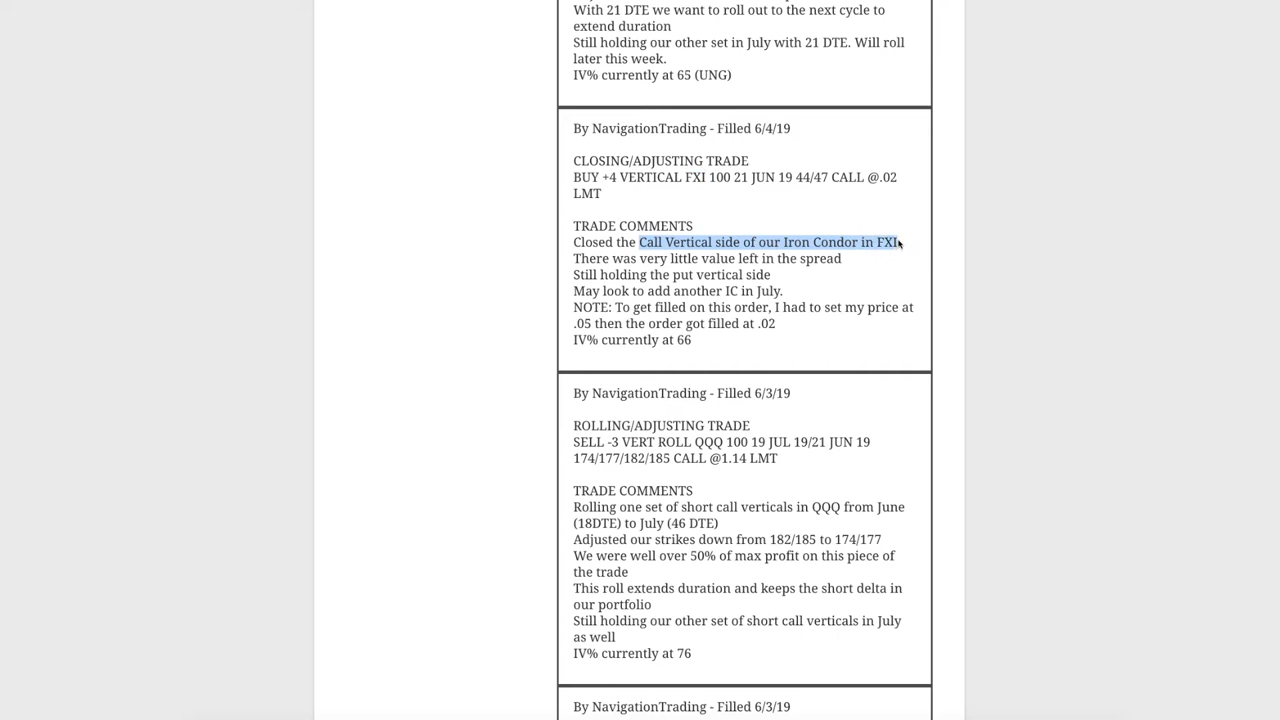 With 21 DTE we want to roll out to the next cycle to
extend duration
Still holding our other set in July with 21 DTE. Will roll
later this week.
IV% currently at 65 (UNG)
By NavigationTrading - Filled 6/4/19
CLOSING/ADJUSTING TRADE
BUY +4 VERTICAL FXI 100 21 JUN 19 44/47 CALL @.02
LMT
TRADE COMMENTS
Closed the Call Vertical side of our Iron Condor in FXI.
There was very little value left in the spread
Still holding the put vertical side
May look to add another IC in July.
NOTE: To get filled on this order, I had to set my price at
.05 then the order got filled at .02
IV% currently at 66
By NavigationTrading - Filled 6/3/19
ROLLING/ADJUSTING TRADE
SELL -3 VERT ROLL QQQ 100 19 JUL 19/21 JUN 19
174/177/182/185 CALL @1.14 LMT
TRADE COMMENTS
Rolling one set of short call verticals in QQQ from June
(18DTE) to July (46 DTE)
Adjusted our strikes down from 182/185 to 174/177
We were well over 50% of max profit on this piece of
the trade
This roll extends duration and keeps the short delta in
our portfolio
Still holding our other set of short call verticals in July
as well
IV% currently at 76
By NavigationTrading - Filled 6/3/19